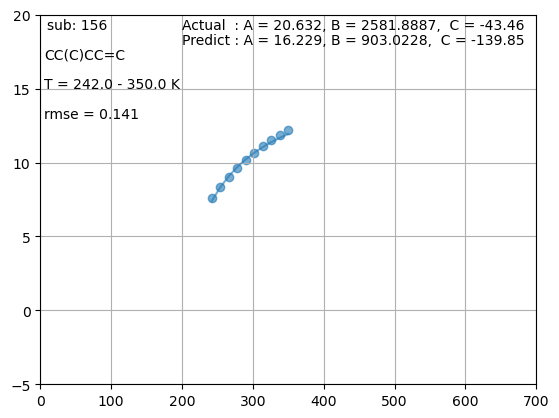 sub: 156
Actual  : A = 20.632, B = 2581.8887,  C = -43.46
Predict : A = 16.229, B = 903.0228,  C = -139.85
CC(C)CC=C
T = 242.0 - 350.0 K
rmse = 0.141
20
15
10
5
0
−5
0 100 200 300 400 500 600 700